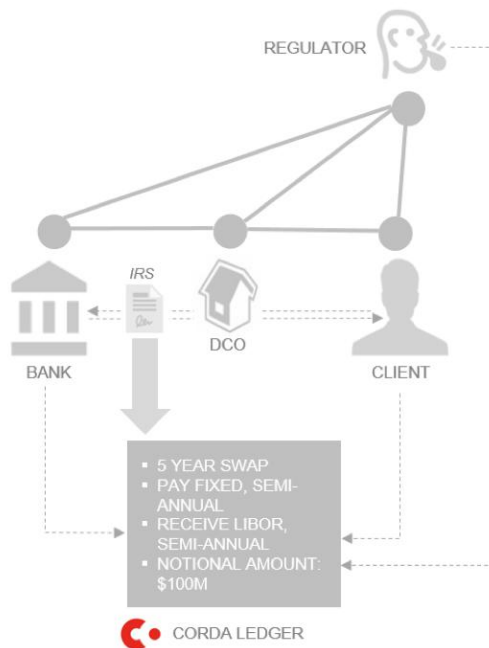 REGULATOR
IRS
DCO
BANK
CLIENT
▪ 5 YEAR SWAP
▪ PAY FIXED, SEMI-
ANNUAL
▪ RECEIVE LIBOR,
SEMI-ANNUAL
▪ NOTIONAL AMOUNT:
$100M
CORDA LEDGER